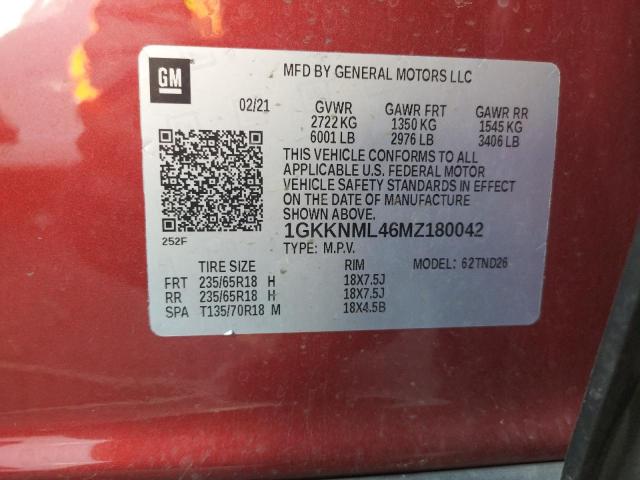 GM
MFD BY GENERAL MOTORS LLC
02/21 GVWR GAWR FRT GAWR RR
2722 KG 1350 KG 1545 KG
6001 LB 2976 LB 3406 LB
THIS VEHICLE CONFORMS TO ALL
APPLICABLE U.S. FEDERAL MOTOR
VEHICLE SAFETY STANDARDS IN EFFECT
ON THE DATE OF MANUFACTURE
SHOWN ABOVE.
252F
1GKKNML46MZ180042
TYPE: M.P.V. MODEL: 62TND26
TIRE SIZE RIM
FRT 235/65R18 H 18X7.5J
RR 235/65R18 H 18X7.5J
SPA T135/70R18 M 18X4.5B